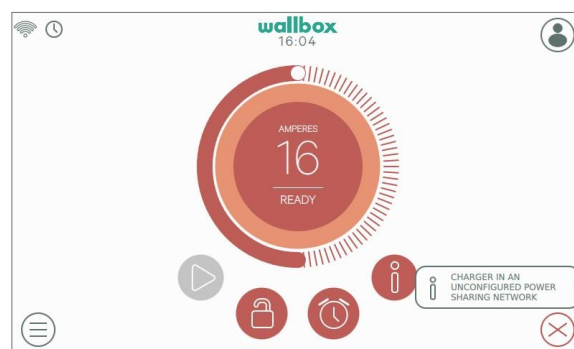 wallbox
16:04
AMPERES
16
READY
CHARGER IN AN
UNCONFIGURED POWER
SHARING NETWORK